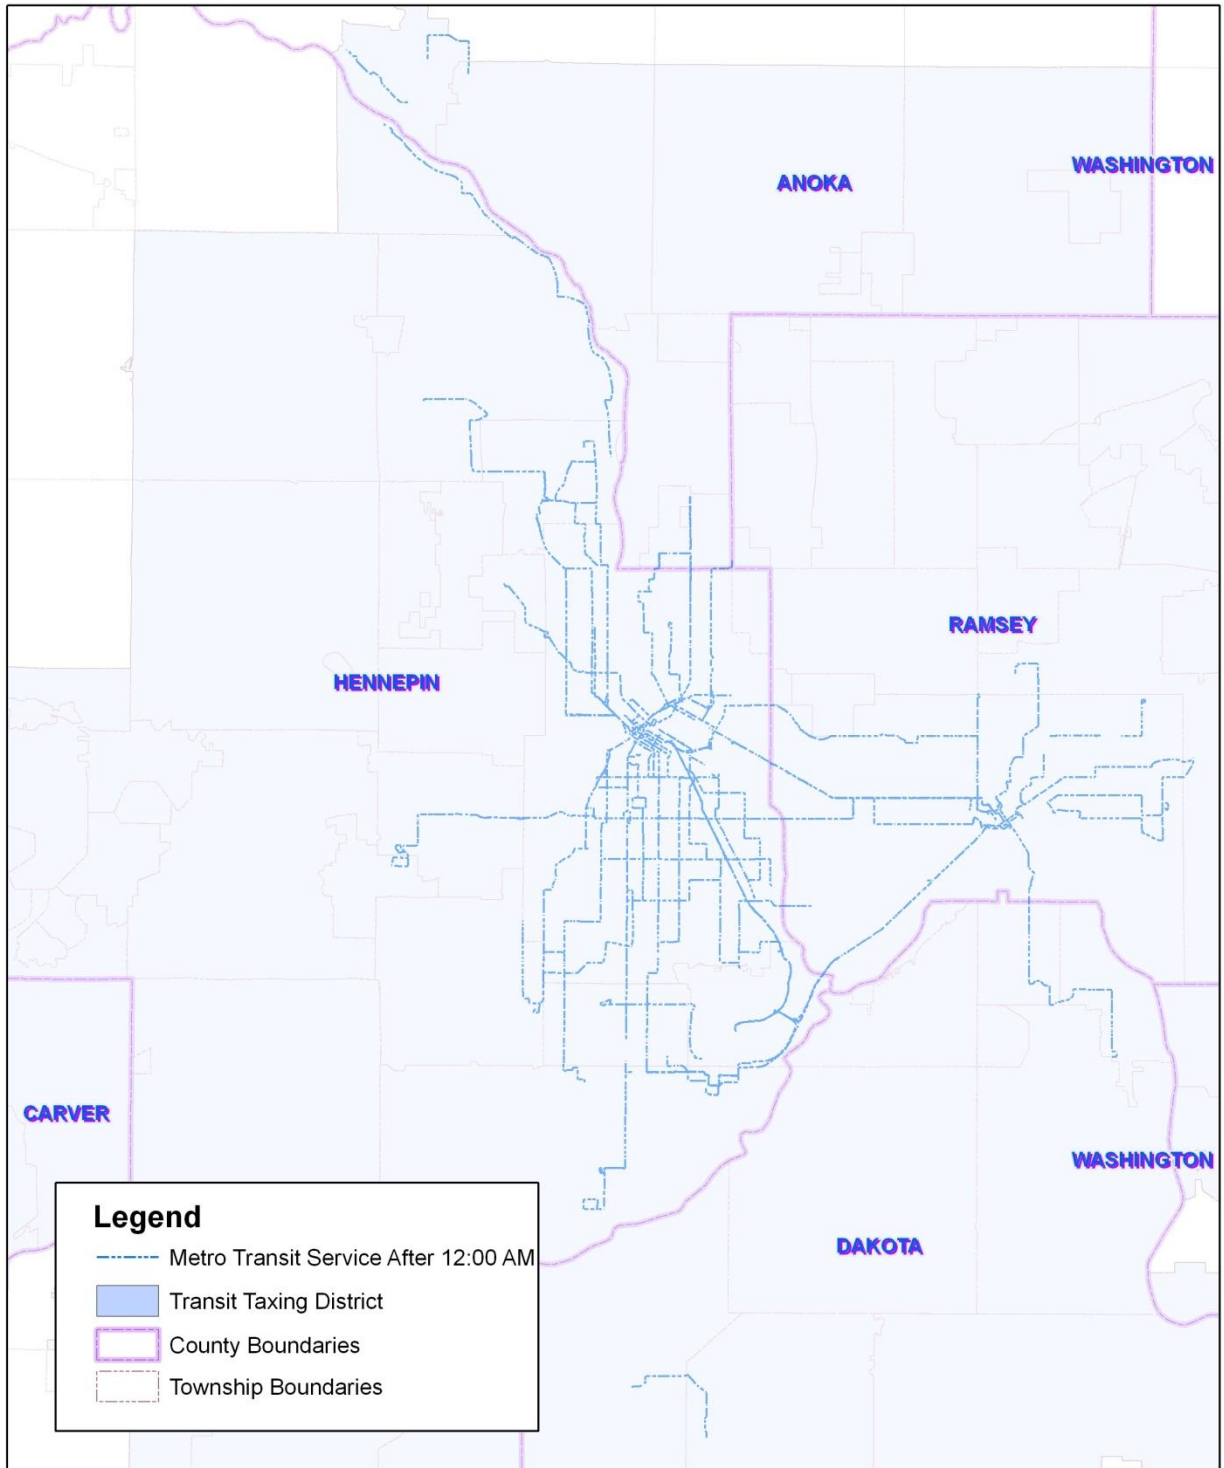 WASHINGTON
ANOKA
RAMSEY
HENNEPIN
CARVER
WASHINGTON
DAKOTA
Legend
Metro Transit Service After 12:00 AM
Transit Taxing District
County Boundaries
Township Boundaries